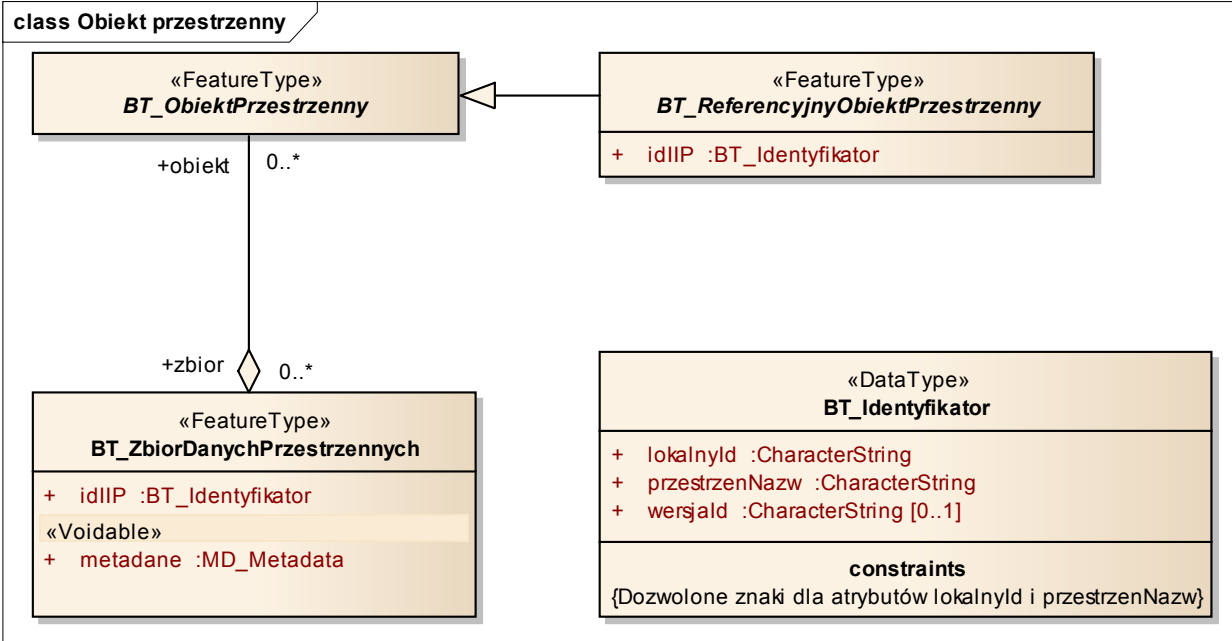 class Obiekt przestrzenny
«FeatureType»
BT_ObiektPrzestrzenny
«FeatureType»
BT_ReferencyjnyObiektPrzestrzenny
+ idIIP :BT_Identyfikator
+obiekt 0..*
+zbior 0..*
«FeatureType»
BT_ZbiorDanychPrzestrzennych
+ idIIP :BT_Identyfikator
«Voidable»
+ metadane :MD_Metadata
«DataType»
BT_Identyfikator
+ lokalnyId :CharacterString
+ przestrzenNazw :CharacterString
+ wersjaId :CharacterString [0..1]
constraints
{Dozwolone znaki dla atrybutów lokalnyId i przestrzenNazw}